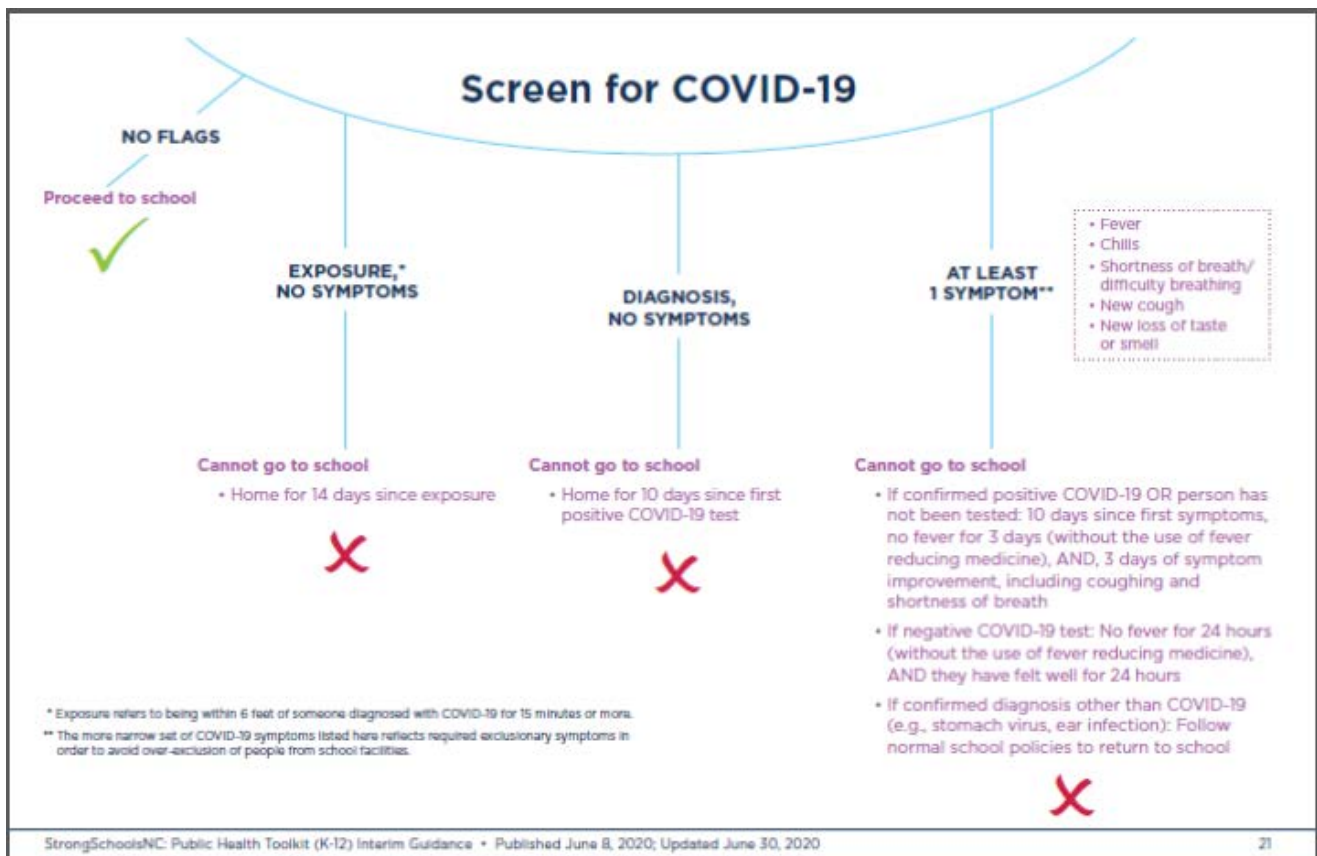 Screen for COVID-19
NO FLAGS
Proceed to school
EXPOSURE,*
NO SYMPTOMS
Cannot go to school
• Home for 14 days since exposure
DIAGNOSIS,
NO SYMPTOMS
Cannot go to school
• Home for 10 days since first
positive COVID-19 test
AT LEAST
1 SYMPTOM**
• Fever
• Chills
• Shortness of breath/
difficulty breathing
• New cough
• New loss of taste
or smell
Cannot go to school
• If confirmed positive COVID-19 OR person has
not been tested: 10 days since first symptoms,
no fever for 3 days (without the use of fever
reducing medicine), AND, 3 days of symptom
improvement, including coughing and
shortness of breath
• If negative COVID-19 test: No fever for 24 hours
(without the use of fever reducing medicine),
AND they have felt well for 24 hours
• If confirmed diagnosis other than COVID-19
(e.g., stomach virus, ear infection): Follow
normal school policies to return to school
* Exposure refers to being within 6 feet of someone diagnosed with COVID-19 for 15 minutes or more.
** The more narrow set of COVID-19 symptoms listed here reflects required exclusionary symptoms in
order to avoid over-exclusion of people from school facilities.
StrongSchoolsNC: Public Health Toolkit (K-12) Interim Guidance • Published June 8, 2020; Updated June 30, 2020
21